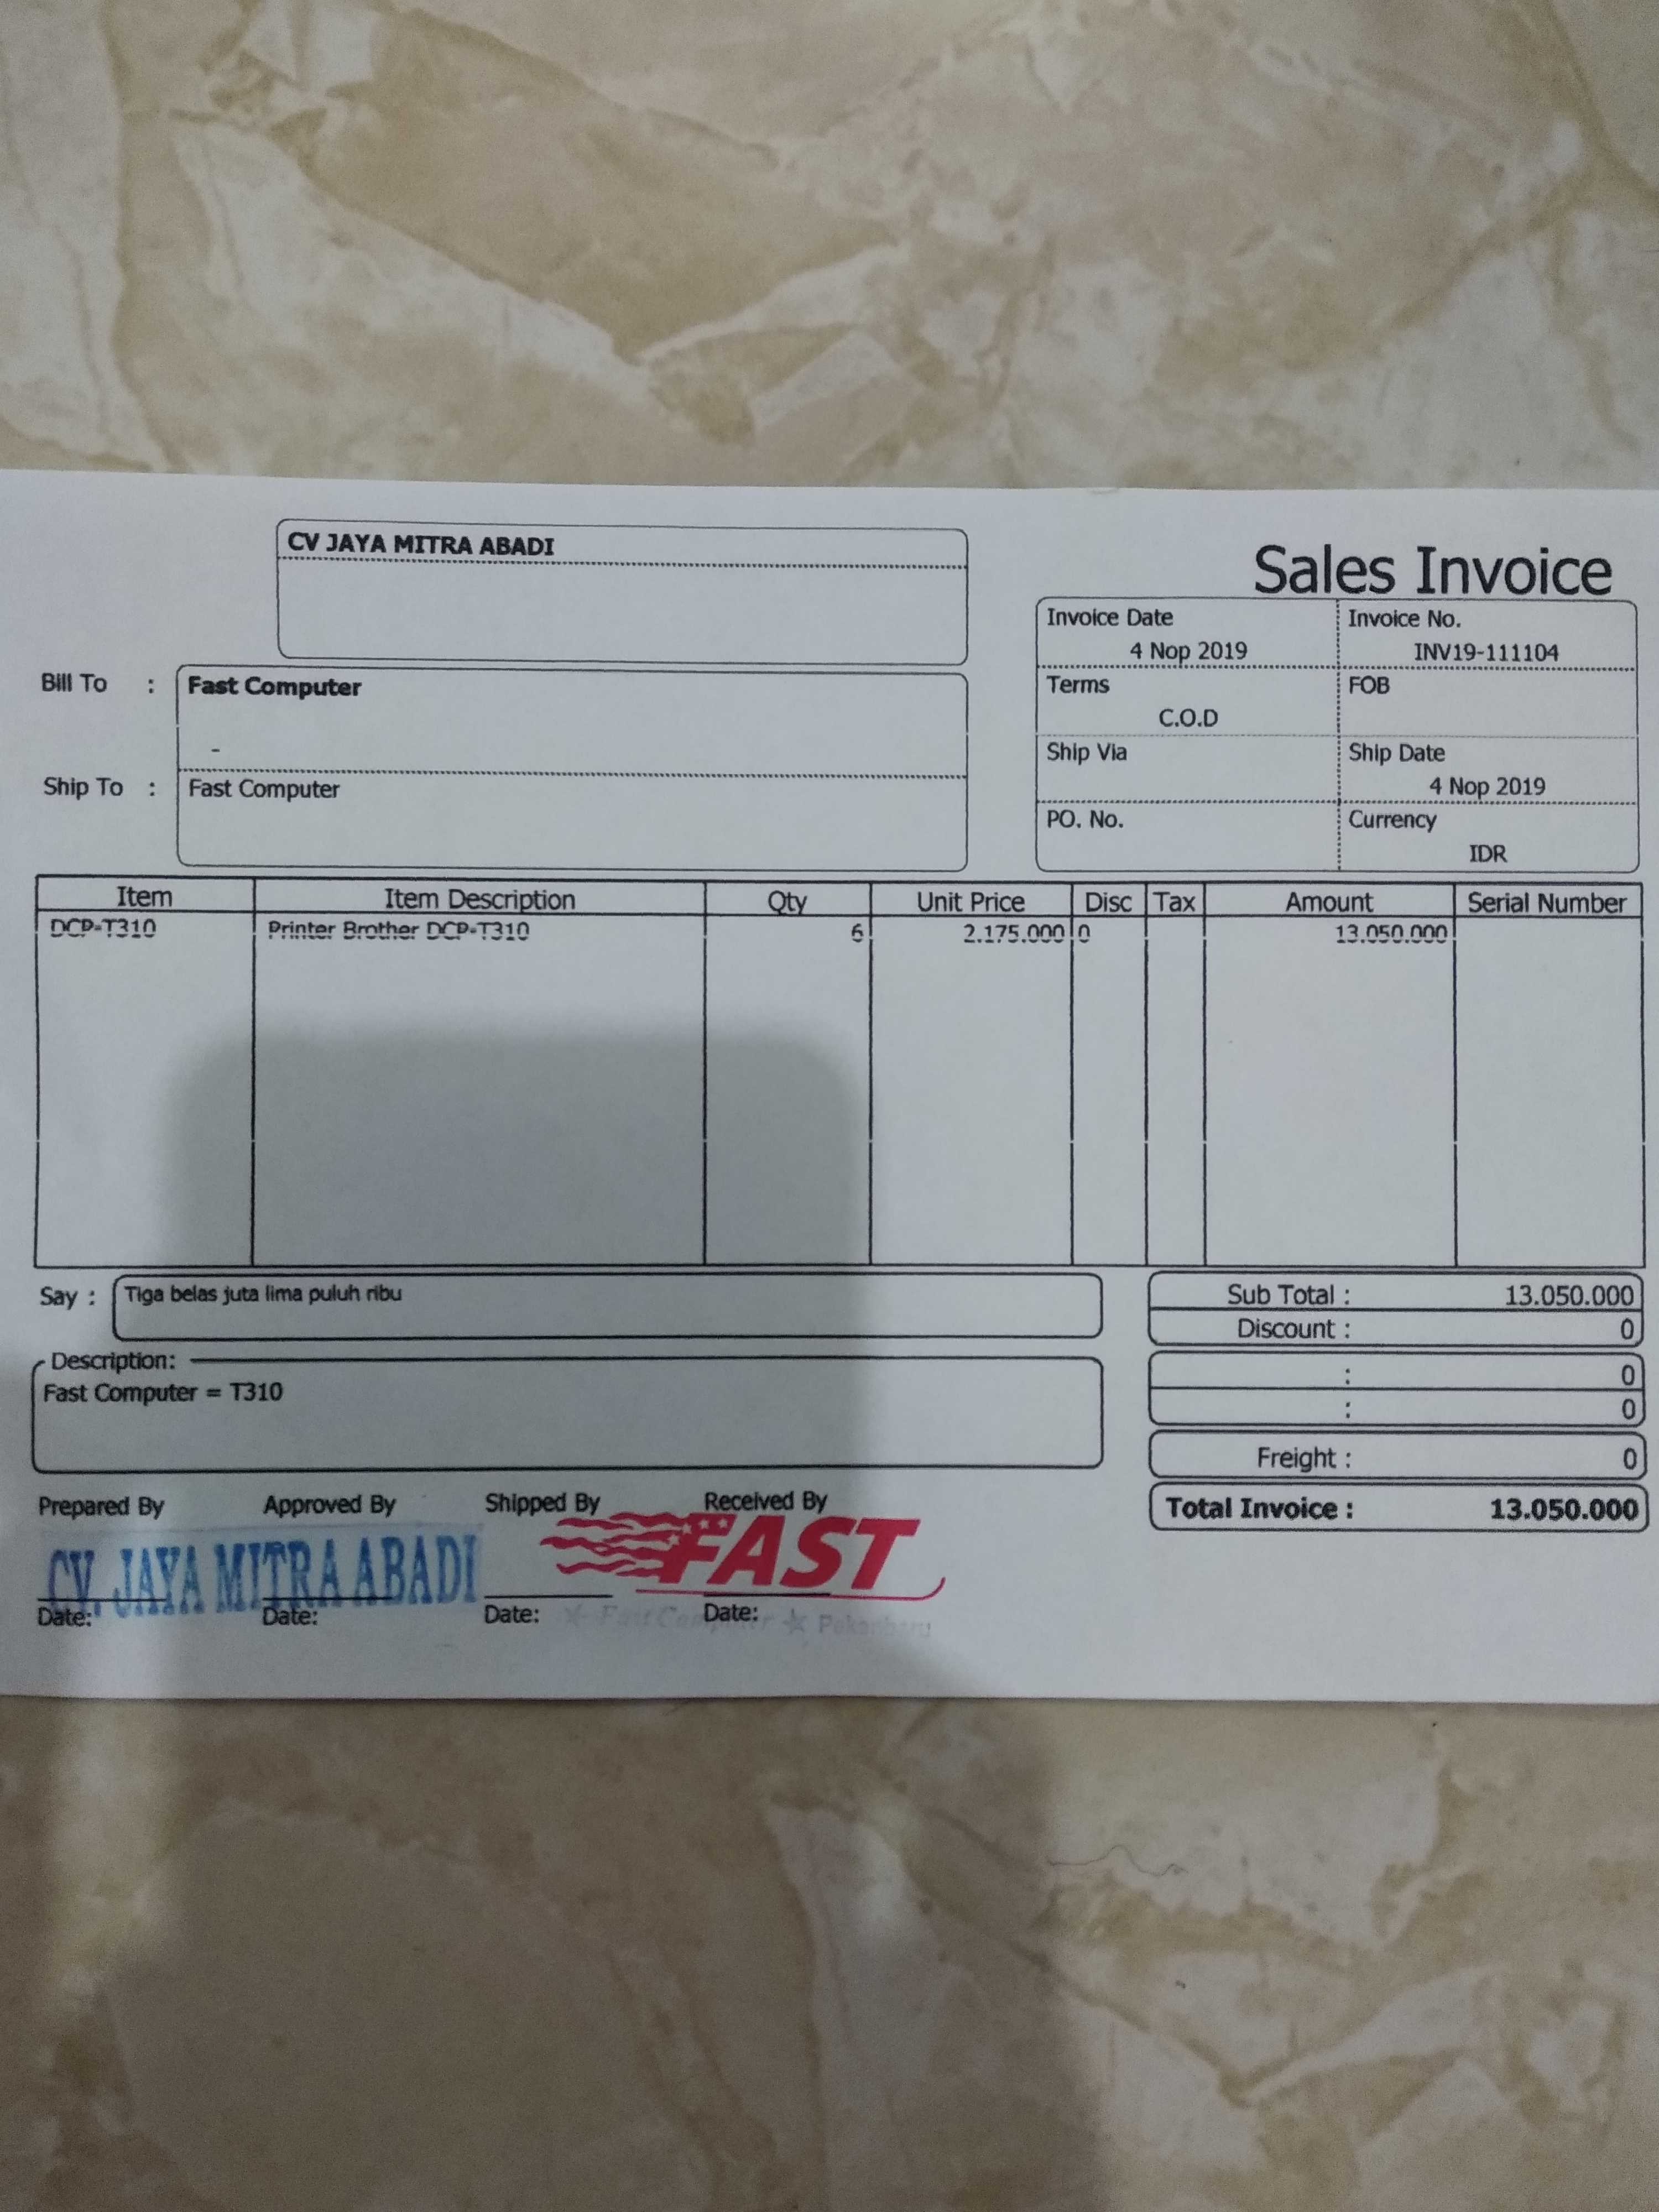 CV JAYA MITRA ABADI
Sales Invoice
Invoice Date
4 Nop 2019
Invoice No.
INV19-111104
Terms
C.O.D
FOB
Ship Via
Ship Date
4 Nop 2019
PO. No.
Currency
IDR
Bill To : Fast Computer
-
Ship To : Fast Computer
Item Item Description Qty Unit Price Disc Tax Amount Serial Number
DCP-T310 Printer Brother DCP-T310 6 2.175.000 0 13.050.000
Say : Tiga belas juta lima puluh ribu
Description:
Fast Computer = T310
Sub Total : 13.050.000
Discount : 0
: 0
: 0
Freight : 0
Total Invoice : 13.050.000
Prepared By Approved By Shipped By Received By
CV. JAYA MITRA ABADI
FAST
Date: Date: Date: Date:
Fast Computer Pekanbaru